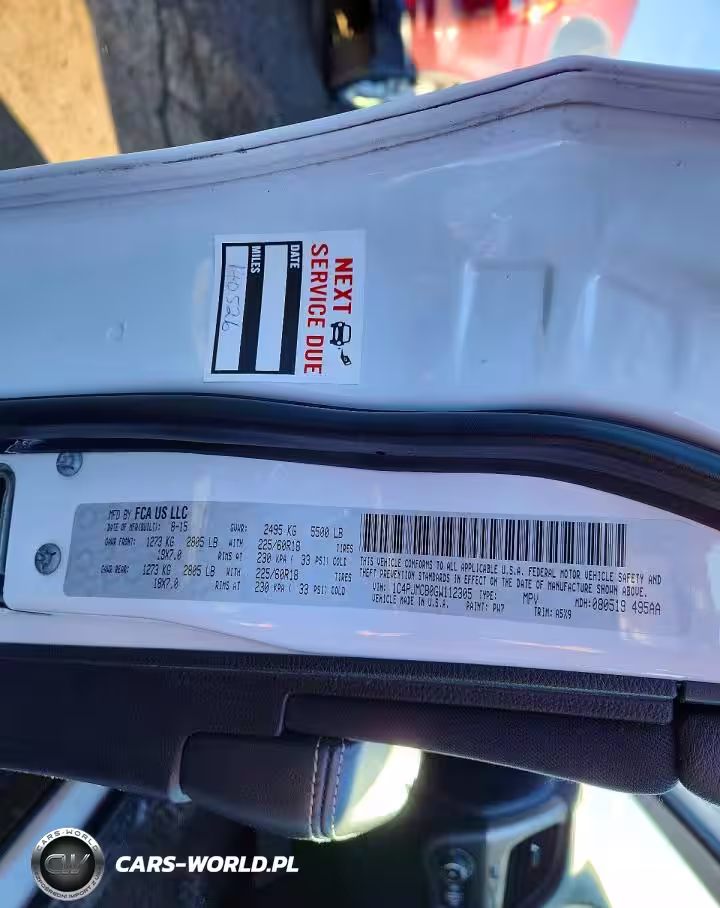 NEXT
SERVICE DUE
DATE
MILES
140526
MFD BY FCA US LLC
DATE OF MFR(BUILT): 8-15 GVWR: 2495 KG 5500 LB
GAWR FRONT: 1273 KG 2805 LB WITH 225/60R18 TIRES
18X7.0 RIMS AT 230 KPA ( 33 PSI) COLD
GAWR REAR: 1273 KG 2805 LB WITH 225/60R18 TIRES
18X7.0 RIMS AT 230 KPA ( 33 PSI) COLD
THIS VEHICLE CONFORMS TO ALL APPLICABLE U.S.A. FEDERAL MOTOR VEHICLE SAFETY AND
THEFT PREVENTION STANDARDS IN EFFECT ON THE DATE OF MANUFACTURE SHOWN ABOVE.
VIN: 1C4PJMCB0GW112305 TYPE: MPV MDH: 080519 495AA
VEHICLE MADE IN U.S.A. PAINT: PW7 TRIM: A5X9
CARS-WORLD
CW
CARS-WORLD.PL